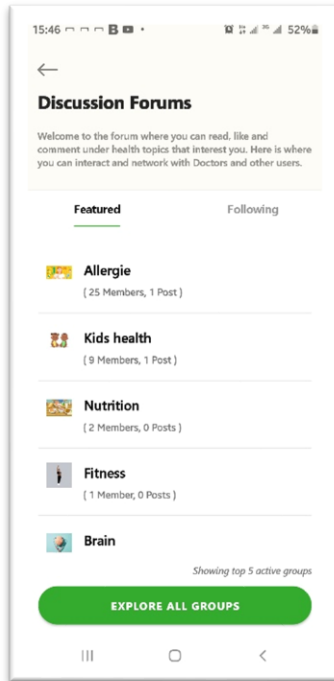 15:46 B 52%
Discussion Forums
Welcome to the forum where you can read, like and
comment under health topics that interest you. Here is where
you can interact and network with Doctors and other users.
Featured Following
Allergie
( 25 Members, 1 Post )
Kids health
( 9 Members, 1 Post )
Nutrition
( 2 Members, 0 Posts )
Fitness
( 1 Member, 0 Posts )
Brain
Showing top 5 active groups
EXPLORE ALL GROUPS